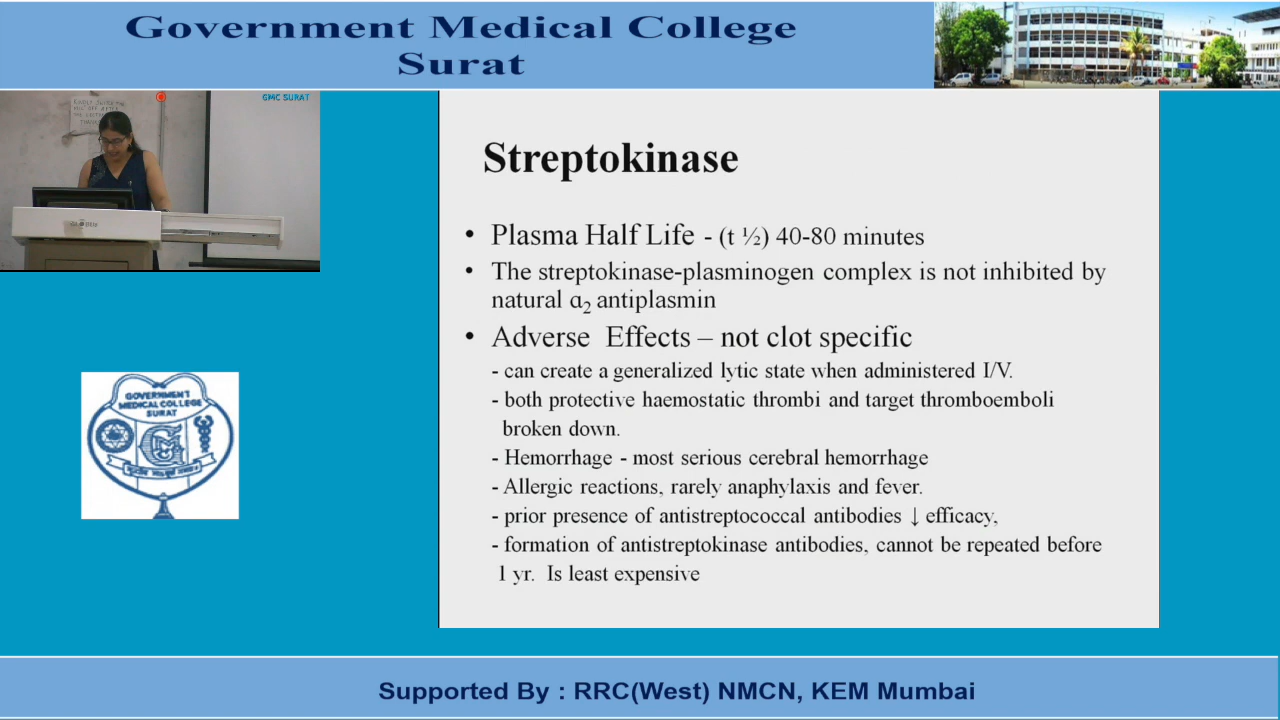 Government Medical College
Surat
GMC SURAT
Streptokinase
• Plasma Half Life - (t ½) 40-80 minutes
• The streptokinase-plasminogen complex is not inhibited by
natural α₂ antiplasmin
• Adverse Effects – not clot specific
- can create a generalized lytic state when administered I/V.
- both protective haemostatic thrombi and target thromboemboli
broken down.
- Hemorrhage - most serious cerebral hemorrhage
- Allergic reactions, rarely anaphylaxis and fever.
- prior presence of antistreptococcal antibodies ↓ efficacy,
- formation of antistreptokinase antibodies, cannot be repeated before
1 yr. Is least expensive
GOVERNMENT
MEDICAL COLLEGE
SURAT
Supported By : RRC(West) NMCN, KEM Mumbai